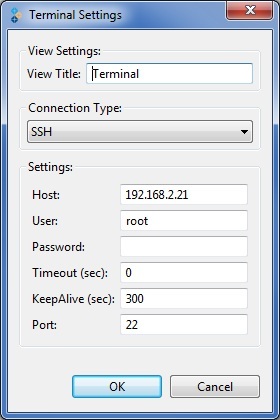 Terminal Settings
View Settings:
View Title: Terminal
Connection Type:
SSH
Settings:
Host: 192.168.2.21
User: root
Password:
Timeout (sec): 0
KeepAlive (sec): 300
Port: 22
OK Cancel